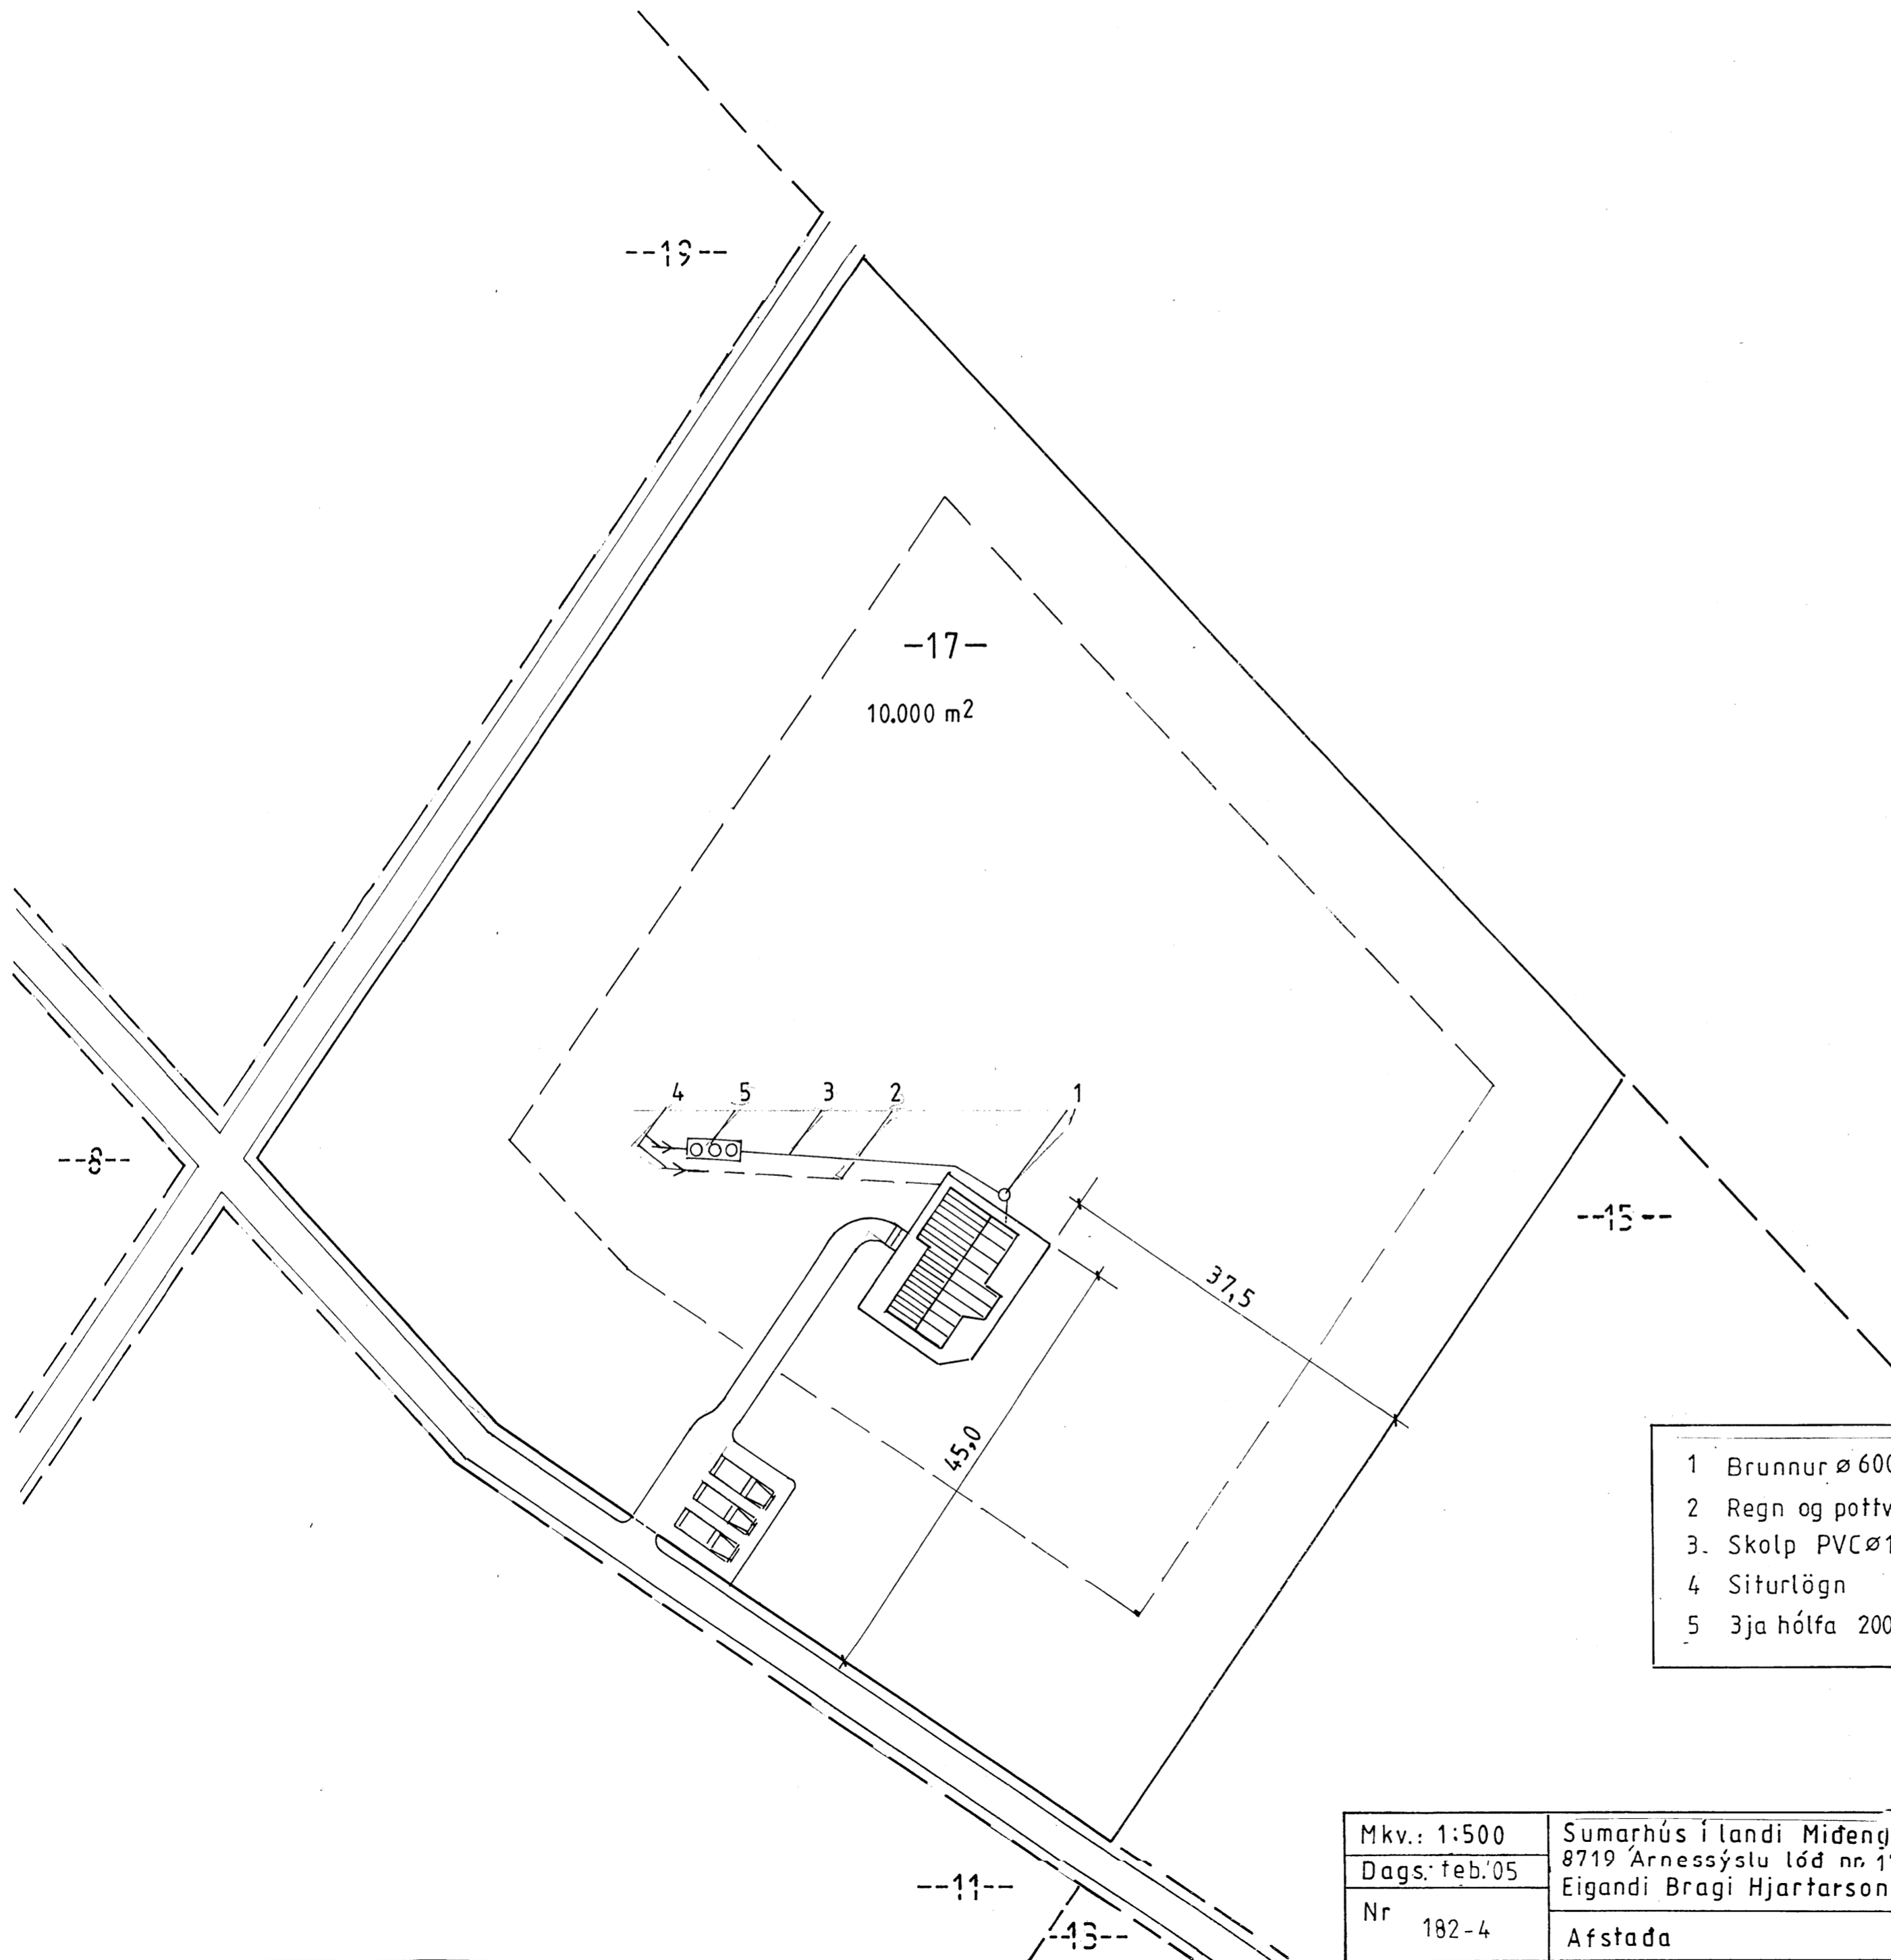 --19--
-17-
10.000 m2
4 5 3 2 1
--8--
--15--
37,5
45,0
1 Brunnur ø 600
2 Regn og pottv
3. Skolp PVCø1
4 Siturlögn
5 3ja hólfa 200
--11--
--13--
Mkv.: 1:500
Dags: feb.'05
Nr 182-4
Sumarhús í landi Miðeng
8719 Árnessýslu lóð nr. 1
Eigandi Bragi Hjartarson
Afstaða